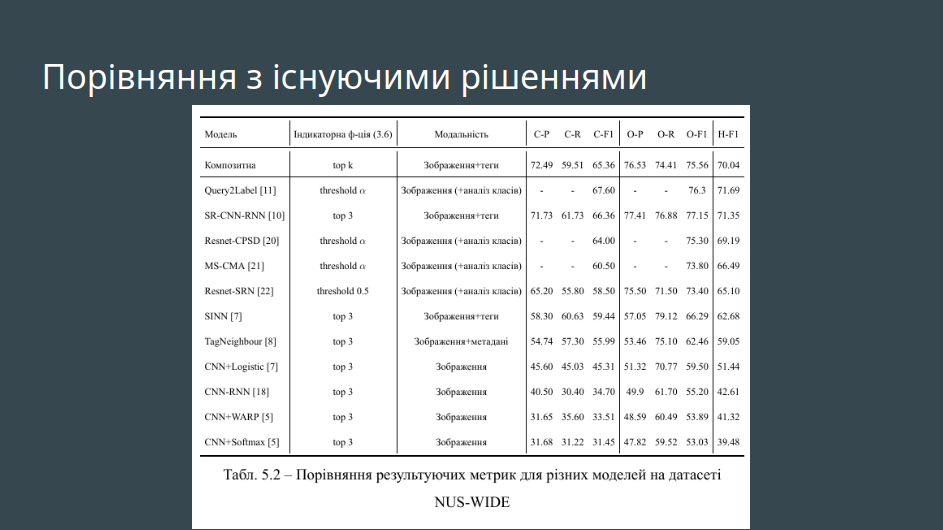 Порівняння з існуючими рішеннями
Модель Індикаторна ф-ція (3.6) Модальність C-P C-R C-F1 O-P O-R O-F1 H-F1
Композитна top k Зображення+теги 72.49 59.51 65.36 76.53 74.41 75.56 70.04
Query2Label [11] threshold α Зображення (+аналіз класів) - - 67.60 - - 76.3 71.69
SR-CNN-RNN [10] top 3 Зображення+теги 71.73 61.73 66.36 77.41 76.88 77.15 71.35
Resnet-CPSD [20] threshold α Зображення (+аналіз класів) - - 64.00 - - 75.30 69.19
MS-CMA [21] threshold α Зображення (+аналіз класів) - - 60.50 - - 73.80 66.49
Resnet-SRN [22] threshold 0.5 Зображення (+аналіз класів) 65.20 55.80 58.50 75.50 71.50 73.40 65.10
SINN [7] top 3 Зображення+теги 58.30 60.63 59.44 57.05 79.12 66.29 62.68
TagNeighbour [8] top 3 Зображення+метадані 54.74 57.30 55.99 53.46 75.10 62.46 59.05
CNN+Logistic [7] top 3 Зображення 45.60 45.03 45.31 51.32 70.77 59.50 51.44
CNN-RNN [18] top 3 Зображення 40.50 30.40 34.70 49.9 61.70 55.20 42.61
CNN+WARP [5] top 3 Зображення 31.65 35.60 33.51 48.59 60.49 53.89 41.32
CNN+Softmax [5] top 3 Зображення 31.68 31.22 31.45 47.82 59.52 53.03 39.48
Табл. 5.2 – Порівняння результуючих метрик для різних моделей на датасеті
NUS-WIDE